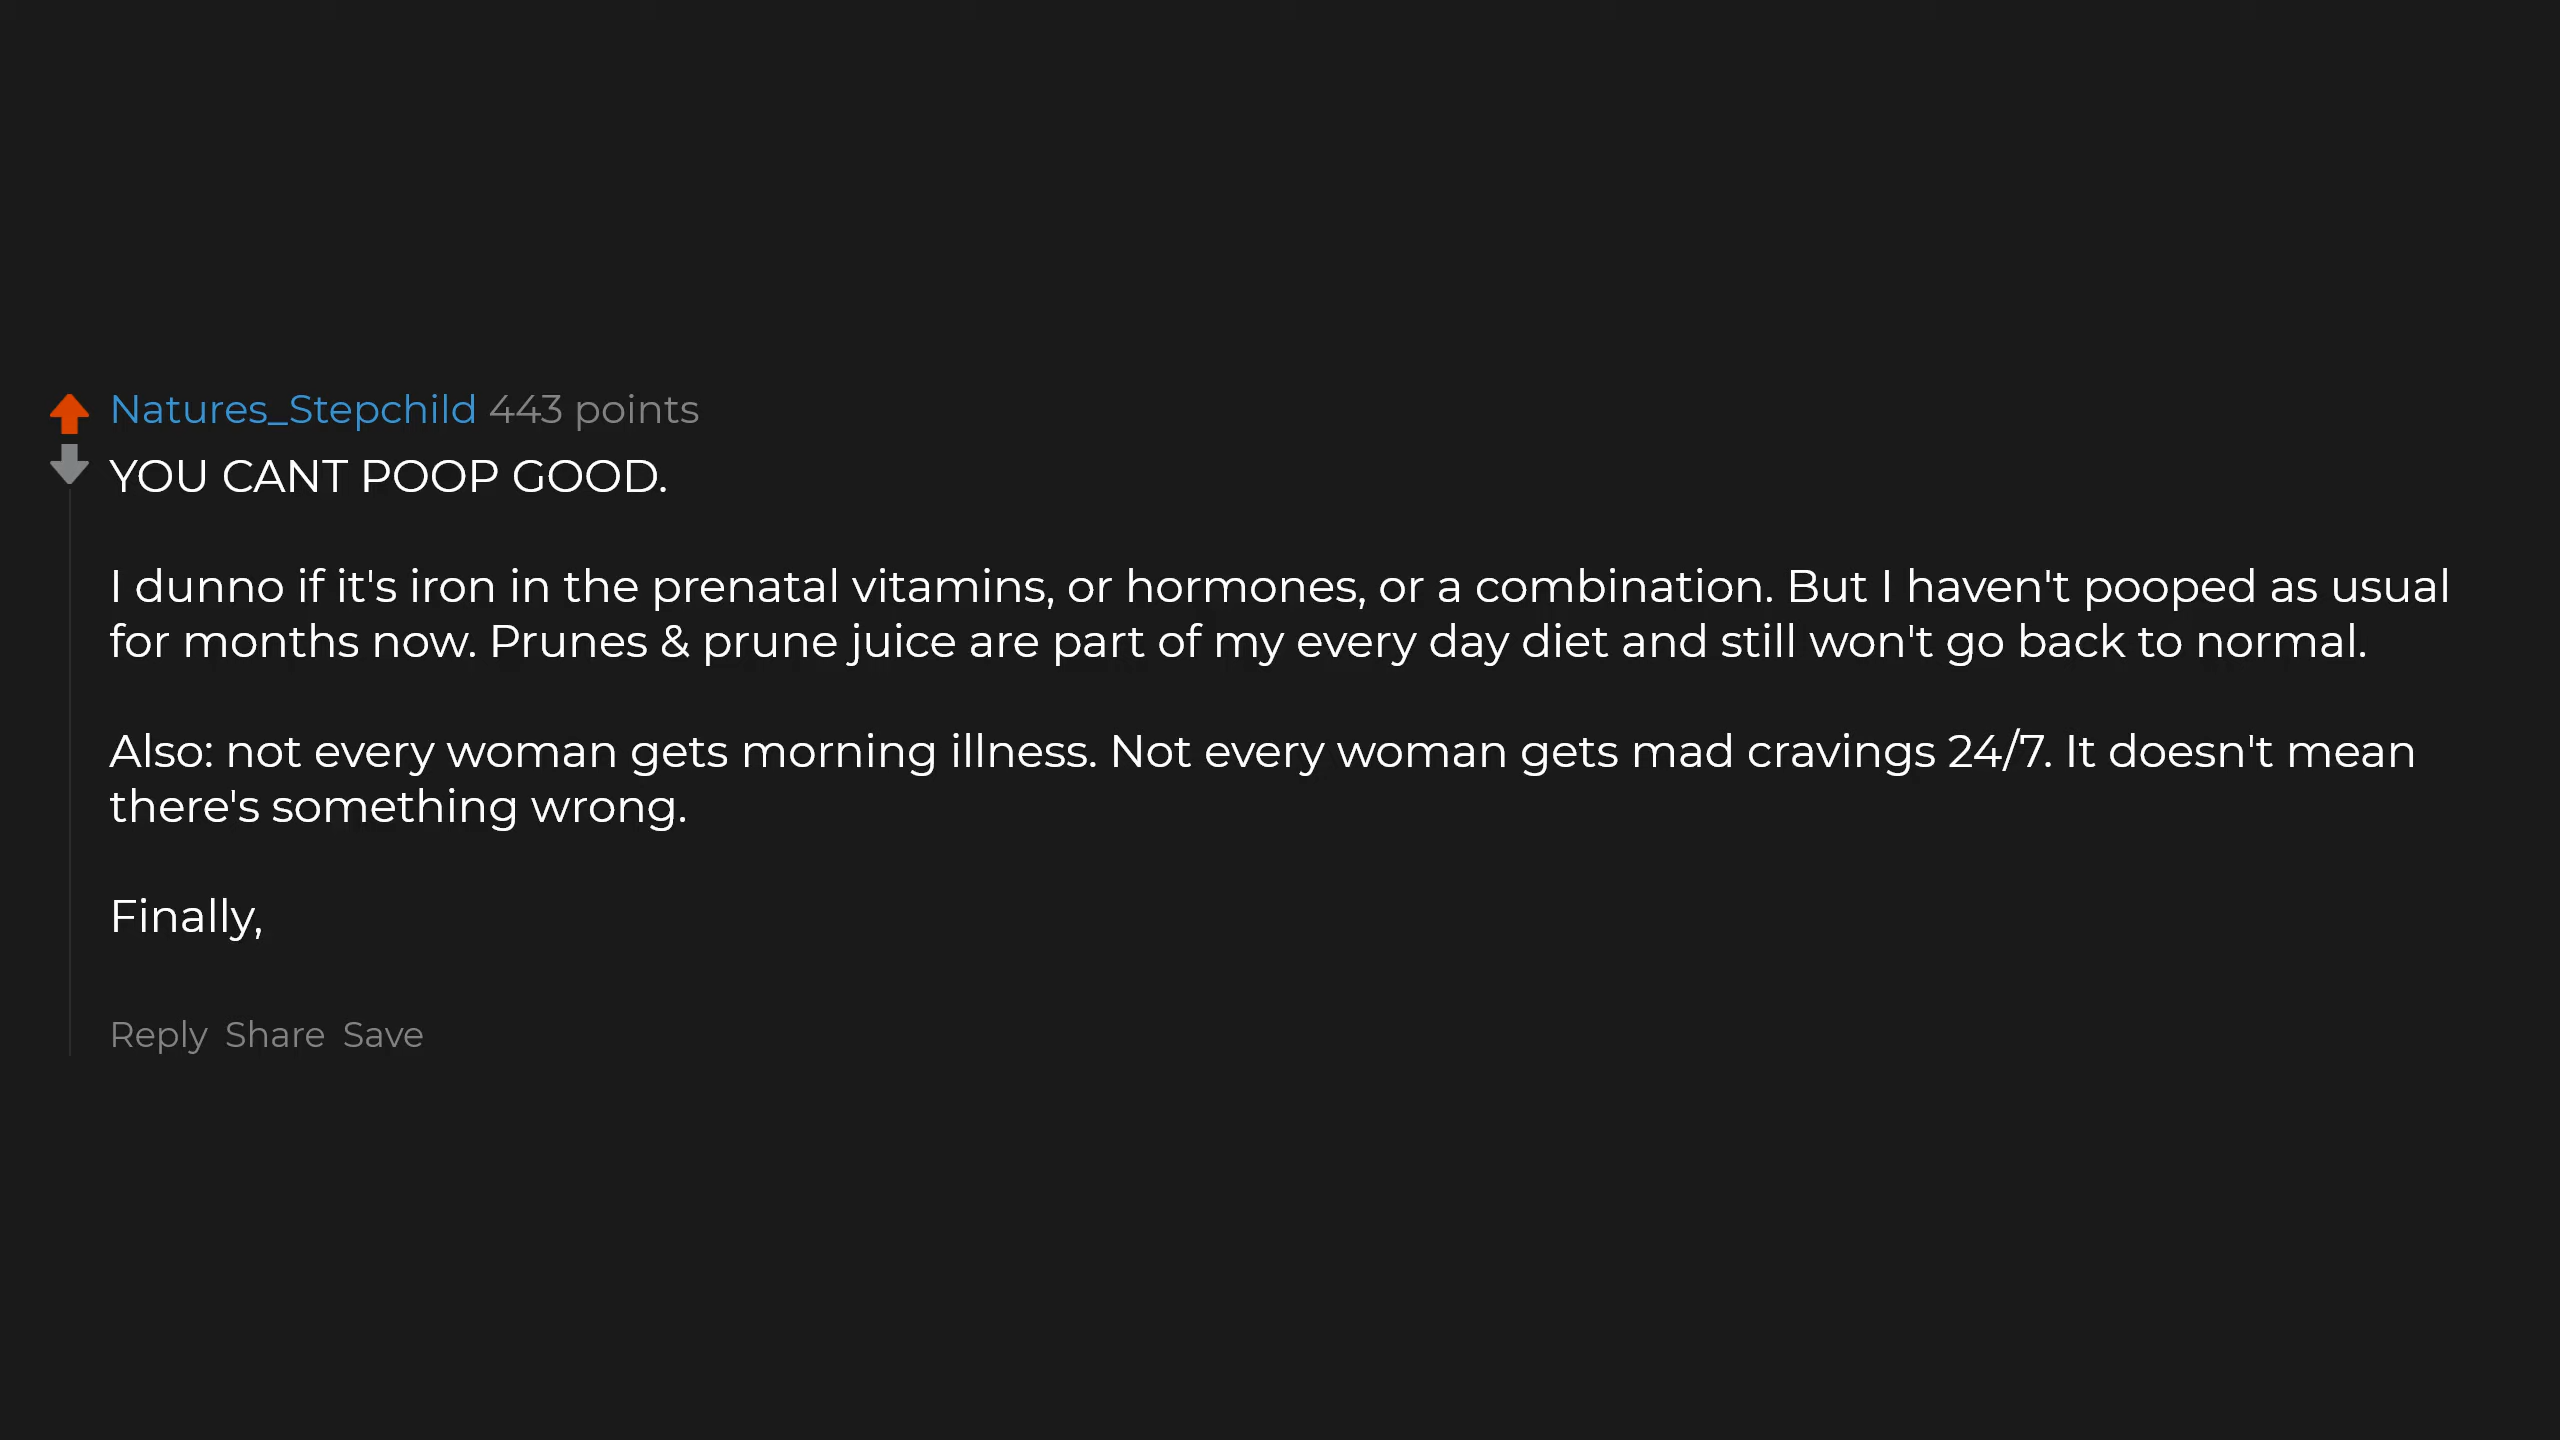 Natures_Stepchild 443 points
YOU CANT POOP GOOD.
I dunno if it's iron in the prenatal vitamins, or hormones, or a combination. But I haven't pooped as usual
for months now. Prunes & prune juice are part of my every day diet and still won't go back to normal.
Also: not every woman gets morning illness. Not every woman gets mad cravings 24/7. It doesn't mean
there's something wrong.
Finally,
Reply Share Save